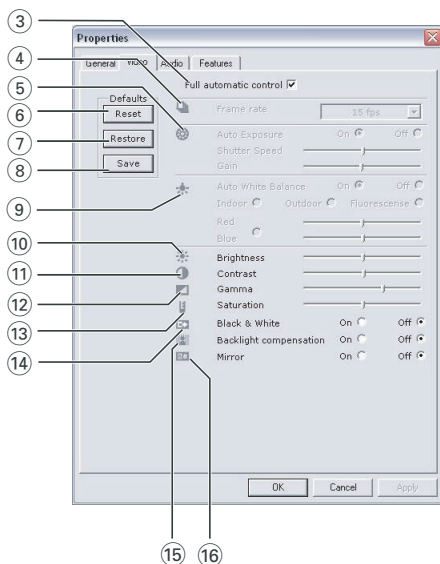 3
Properties
4
General Video Audio Features
Full automatic control
5
Defaults
Frame rate 15 fps
6
Reset
Auto Exposure On Off
7
Restore
Shutter Speed
Gain
8
Save
Auto White Balance On Off
9
Indoor Outdoor Fluorescense
Red
Blue
10
Brightness
11
Contrast
12
Gamma
13
Saturation
Black & White On Off
14
Backlight compensation On Off
Mirror On Off
OK Cancel Apply
15 16